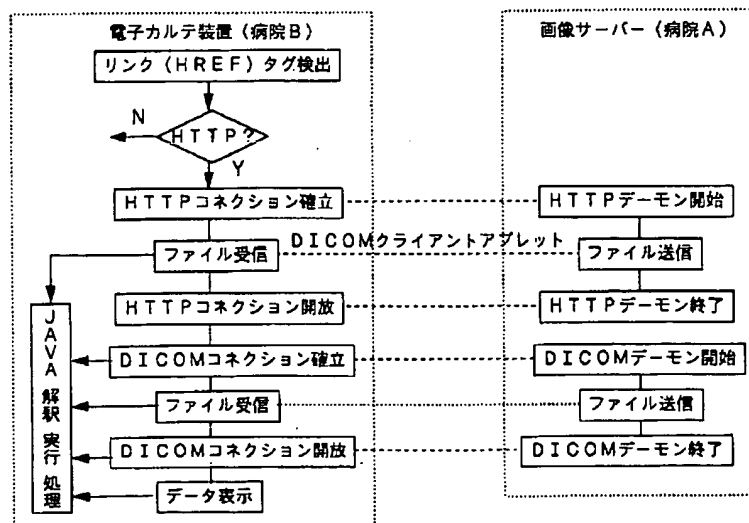 電子カルテ装置（病院B）
リンク（HREF）タグ検出
N
HTTP?
Y
HTTPコネクション確立
ファイル受信
HTTPコネクション開放
DICOMコネクション確立
ファイル受信
DICOMコネクション開放
データ表示
JAVA 解釈 実行 処理
DICOMクライアントアプレット
画像サーバー（病院A）
HTTPデーモン開始
ファイル送信
HTTPデーモン終了
DICOMデーモン開始
ファイル送信
DICOMデーモン終了